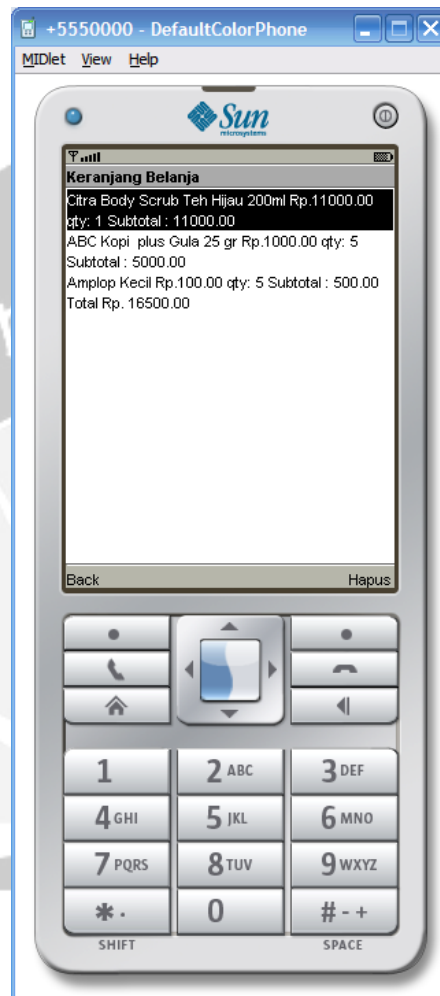 +5550000 - DefaultColorPhone
MIDlet View Help
Sun
microsystems
Keranjang Belanja
Citra Body Scrub Teh Hijau 200ml Rp.11000.00
qty: 1 Subtotal : 11000.00
ABC Kopi  plus Gula 25 gr Rp.1000.00 qty: 5
Subtotal : 5000.00
Amplop Kecil Rp.100.00 qty: 5 Subtotal : 500.00
Total Rp. 16500.00
Back Hapus
1 2 ABC 3 DEF
4 GHI 5 JKL 6 MNO
7 PQRS 8 TUV 9 WXYZ
* . 0 # - +
SHIFT SPACE